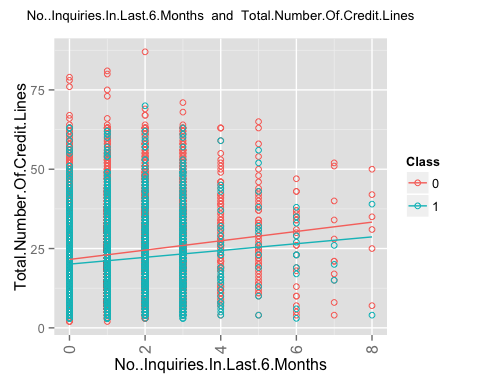 No..Inquiries.In.Last.6.Months and Total.Number.Of.Credit.Lines
Total.Number.Of.Credit.Lines
75
50
25
0
0
2
4
6
8
No..Inquiries.In.Last.6.Months
Class
0
1